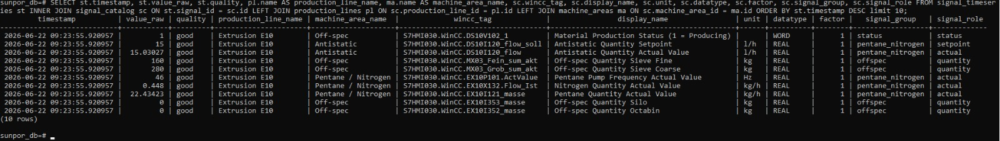 sunpor_db=# SELECT st.timestamp, st.value_raw, st.quality, pl.name AS production_line_name, ma.name AS machine_area_name, sc.wincc_tag, sc.display_name, sc.unit, sc.datatype, sc.factor, sc.signal_group, sc.signal_role FROM signal_timeser
ies st INNER JOIN signal_catalog sc ON st.signal_id = sc.id LEFT JOIN production_lines pl ON sc.production_line_id = pl.id LEFT JOIN machine_areas ma ON sc.machine_area_id = ma.id ORDER BY st.timestamp DESC limit 10;
timestamp | value_raw | quality | production_line_name | machine_area_name | wincc_tag | display_name | unit | datatype | factor | signal_group | signal_role
2026-06-22 09:23:55.920957 | 1 | good | Extrusion E10 | Off-spec | S7HMI030.WinCC.DS10V102_1 | Material Production Status (1 = Producing) | | WORD | 1 | status | status
2026-06-22 09:23:55.920957 | 15 | good | Extrusion E10 | Antistatic | S7HMI030.WinCC.DS10I120_flow_soll | Antistatic Quantity Setpoint | l/h | REAL | 1 | pentane_nitrogen | setpoint
2026-06-22 09:23:55.920957 | 15.03027 | good | Extrusion E10 | Antistatic | S7HMI030.WinCC.DS10I120_flow | Antistatic Quantity Actual Value | l/h | REAL | 1 | pentane_nitrogen | actual
2026-06-22 09:23:55.920957 | 160 | good | Extrusion E10 | Off-spec | S7HMI030.WinCC.MX03_Fein_sum_akt | Off-spec Quantity Sieve Fine | kg | REAL | 1 | offspec | quantity
2026-06-22 09:23:55.920957 | 280 | good | Extrusion E10 | Off-spec | S7HMI030.WinCC.MX03_Grob_sum_akt | Off-spec Quantity Sieve Coarse | kg | REAL | 1 | offspec | quantity
2026-06-22 09:23:55.920957 | 46 | good | Extrusion E10 | Pentane / Nitrogen | S7HMI030.WinCC.EX10P101.ActValue | Pentane Pump Frequency Actual Value | Hz | REAL | 1 | pentane_nitrogen | actual
2026-06-22 09:23:55.920957 | 0.448 | good | Extrusion E10 | Pentane / Nitrogen | S7HMI030.WinCC.EX10X132.Flow_Ist | Nitrogen Quantity Actual Value | kg/h | REAL | 1 | pentane_nitrogen | actual
2026-06-22 09:23:55.920957 | 22.43423 | good | Extrusion E10 | Pentane / Nitrogen | S7HMI030.WinCC.EX10I121_masse | Pentane Quantity Actual Value | kg/h | REAL | 1 | pentane_nitrogen | actual
2026-06-22 09:23:55.920957 | 0 | good | Extrusion E10 | Off-spec | S7HMI030.WinCC.EX10I353_masse | Off-spec Quantity Silo | kg | REAL | 1 | offspec | quantity
2026-06-22 09:23:55.920957 | 0 | good | Extrusion E10 | Off-spec | S7HMI030.WinCC.EX10I352_masse | Off-spec Quantity Octabin | kg | REAL | 1 | offspec | quantity
(10 rows)
sunpor_db=#